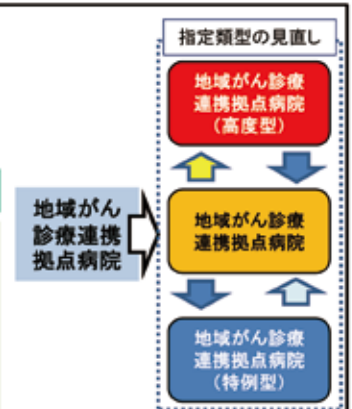 指定類型の見直し
地域がん診療
連携拠点病院
(高度型)
地域がん
診療連携
拠点病院
地域がん診療
連携拠点病院
地域がん診療
連携拠点病院
(特例型)